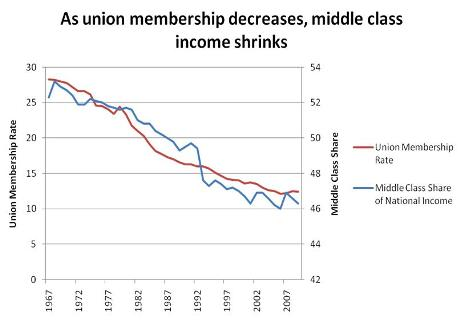 As union membership decreases, middle class
income shrinks
30
25
20
15
10
5
0
Union Membership Rate
54
52
50
48
46
44
42
Middle Class Share
1967
1972
1977
1982
1987
1992
1997
2002
2007
Union Membership
Rate
Middle Class Share
of National Income